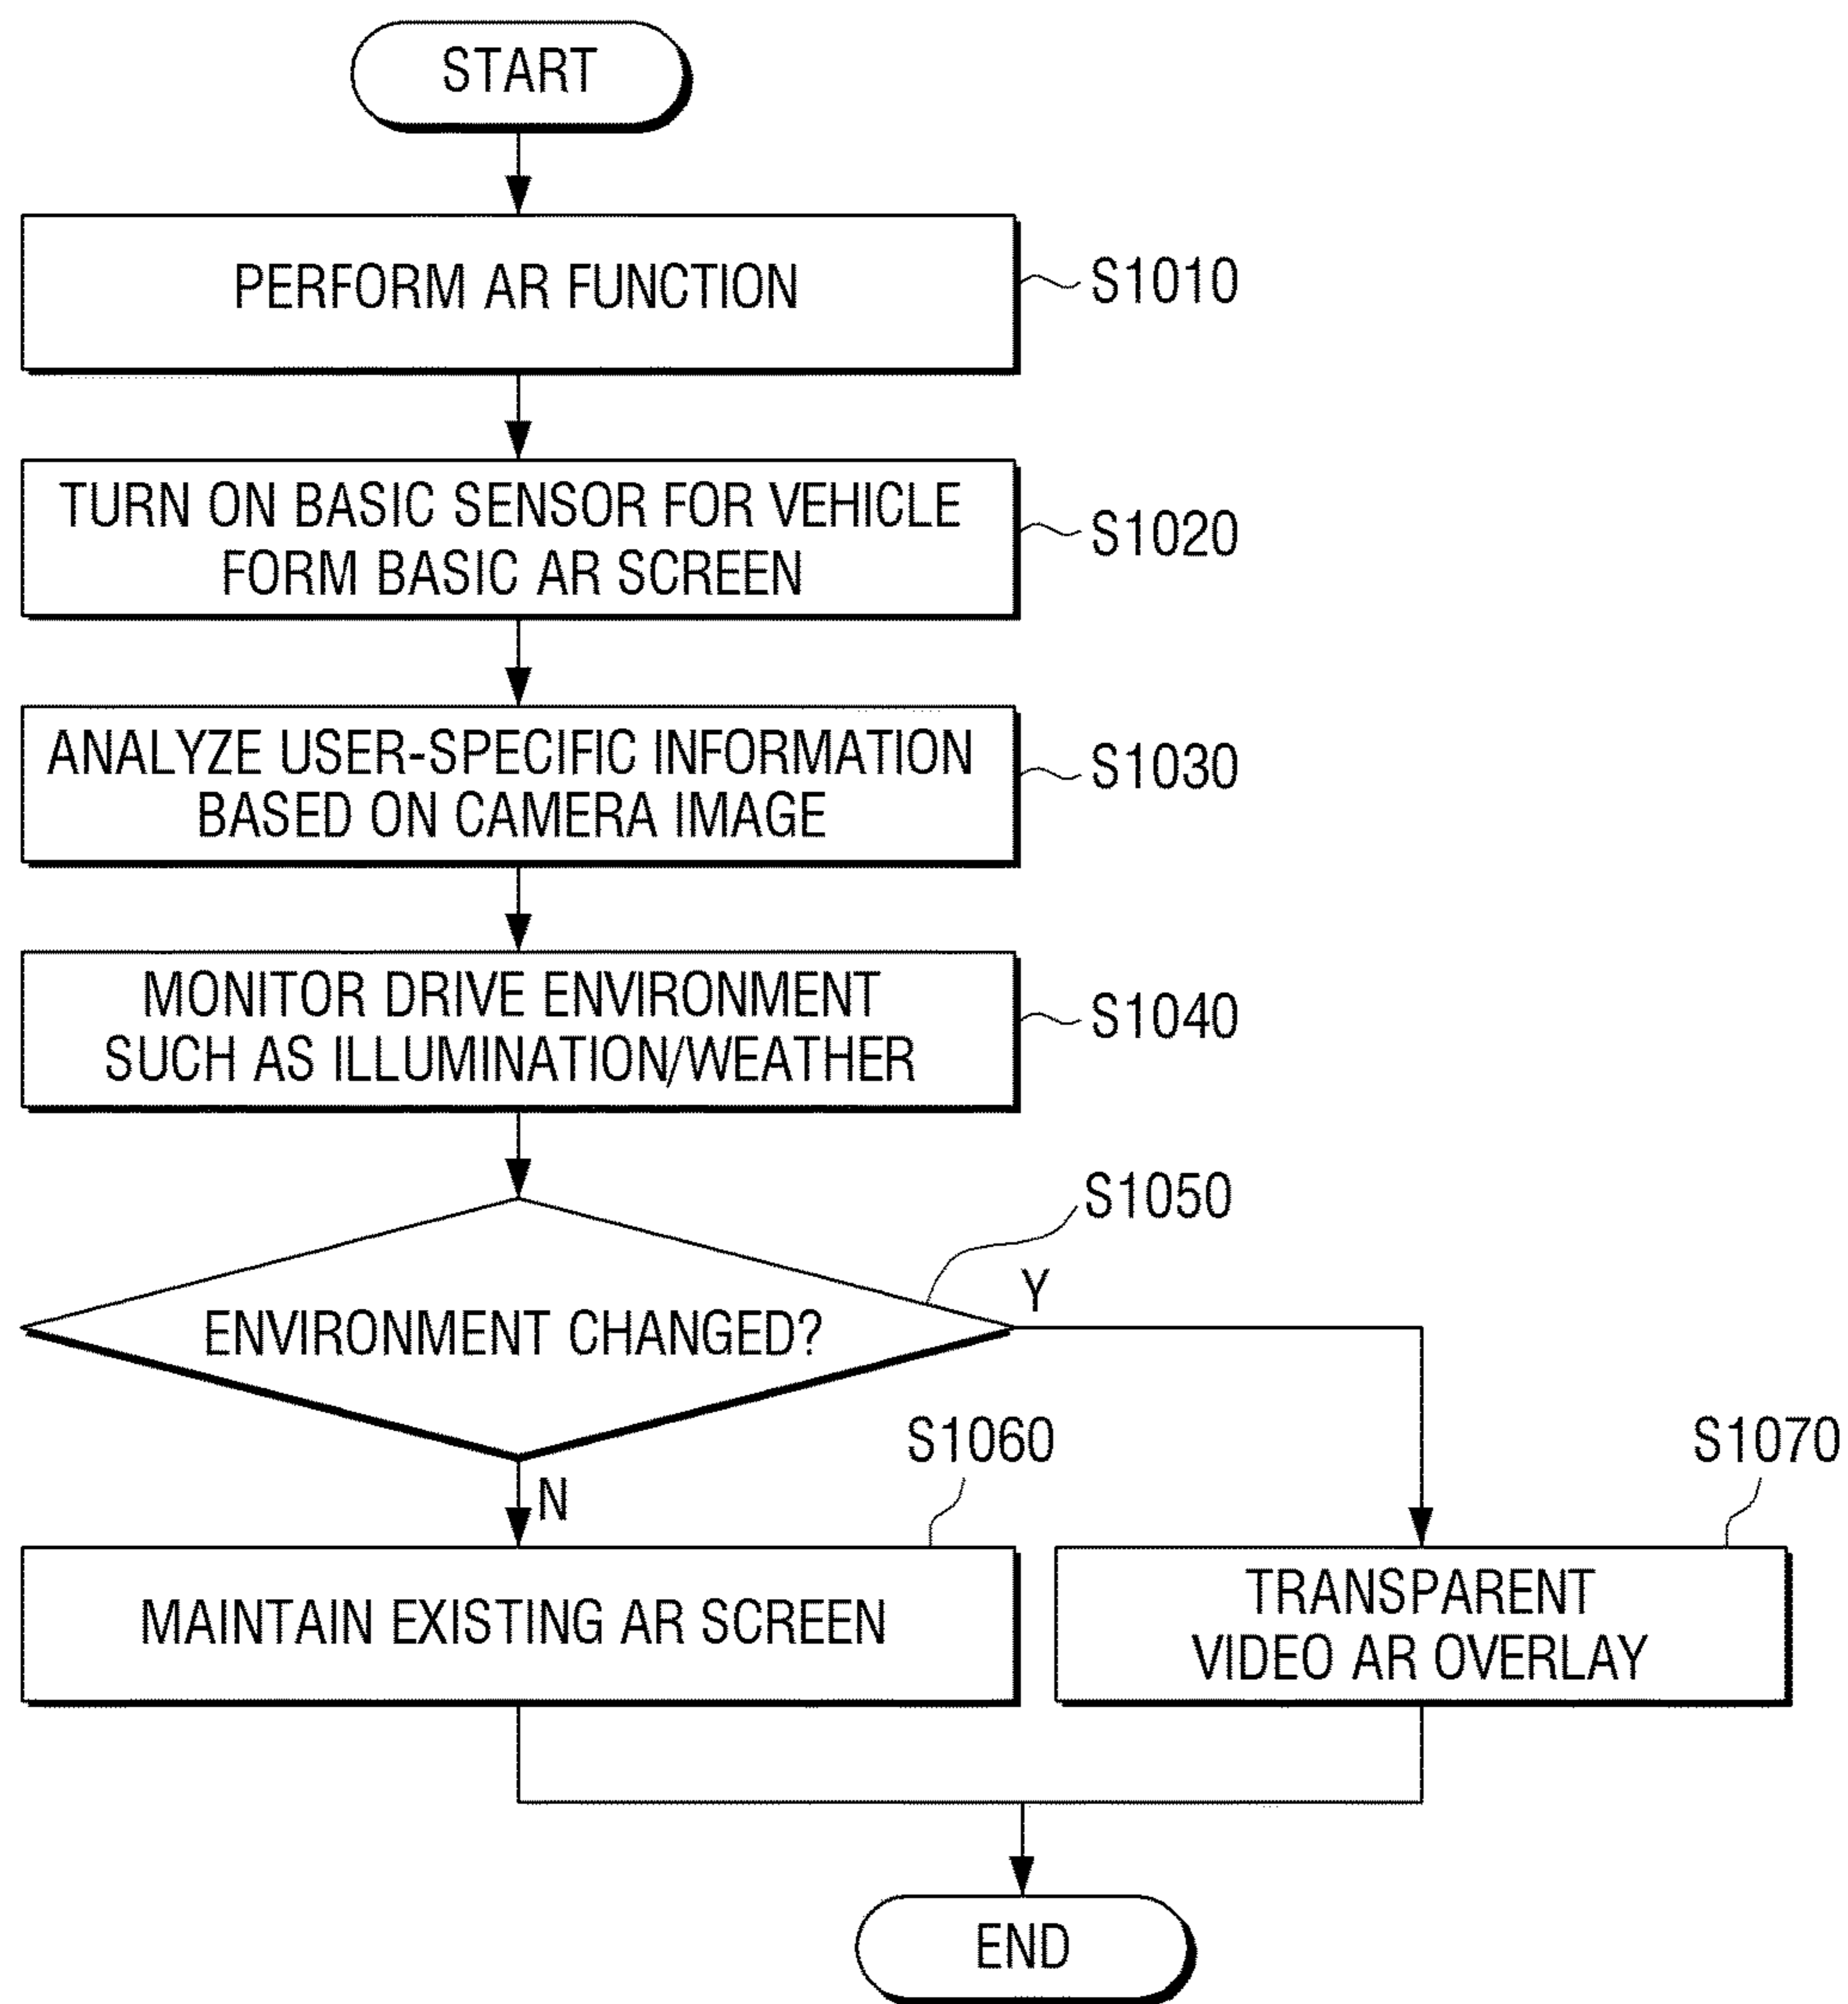 START
PERFORM AR FUNCTION
S1010
TURN ON BASIC SENSOR FOR VEHICLE
FORM BASIC AR SCREEN
S1020
ANALYZE USER-SPECIFIC INFORMATION
BASED ON CAMERA IMAGE
S1030
MONITOR DRIVE ENVIRONMENT
SUCH AS ILLUMINATION/WEATHER
S1040
S1050
ENVIRONMENT CHANGED?
Y
N
S1060
MAINTAIN EXISTING AR SCREEN
S1070
TRANSPARENT
VIDEO AR OVERLAY
END